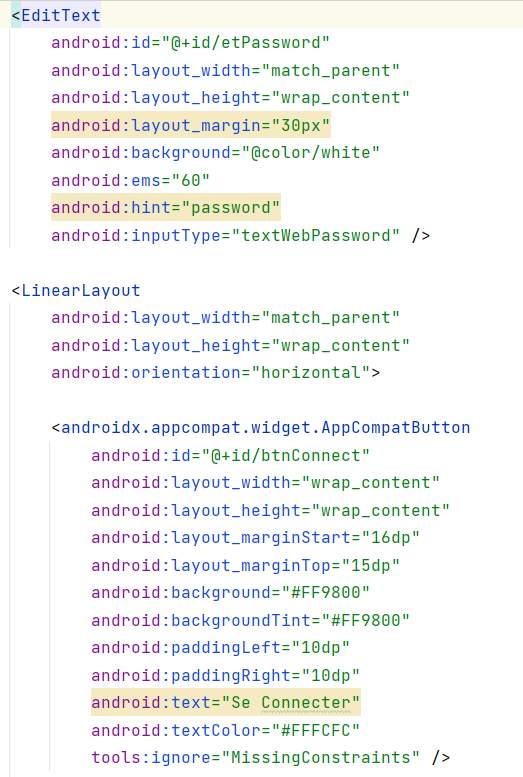 <EditText
android:id="@+id/etPassword"
android:layout_width="match_parent"
android:layout_height="wrap_content"
android:layout_margin="30px"
android:background="@color/white"
android:ems="60"
android:hint="password"
android:inputType="textWebPassword" />
<LinearLayout
android:layout_width="match_parent"
android:layout_height="wrap_content"
android:orientation="horizontal">
<androidx.appcompat.widget.AppCompatButton
android:id="@+id/btnConnect"
android:layout_width="wrap_content"
android:layout_height="wrap_content"
android:layout_marginStart="16dp"
android:layout_marginTop="15dp"
android:background="#FF9800"
android:backgroundTint="#FF9800"
android:paddingLeft="10dp"
android:paddingRight="10dp"
android:text="Se Connecter"
android:textColor="#FFFCFC"
tools:ignore="MissingConstraints" />